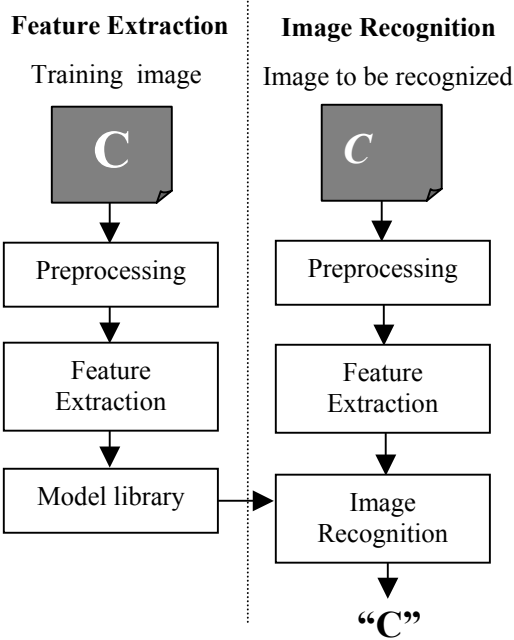 Feature Extraction
Training image
C
Preprocessing
Feature
Extraction
Model library
Image Recognition
Image to be recognized
C
Preprocessing
Feature
Extraction
Image
Recognition
“C”